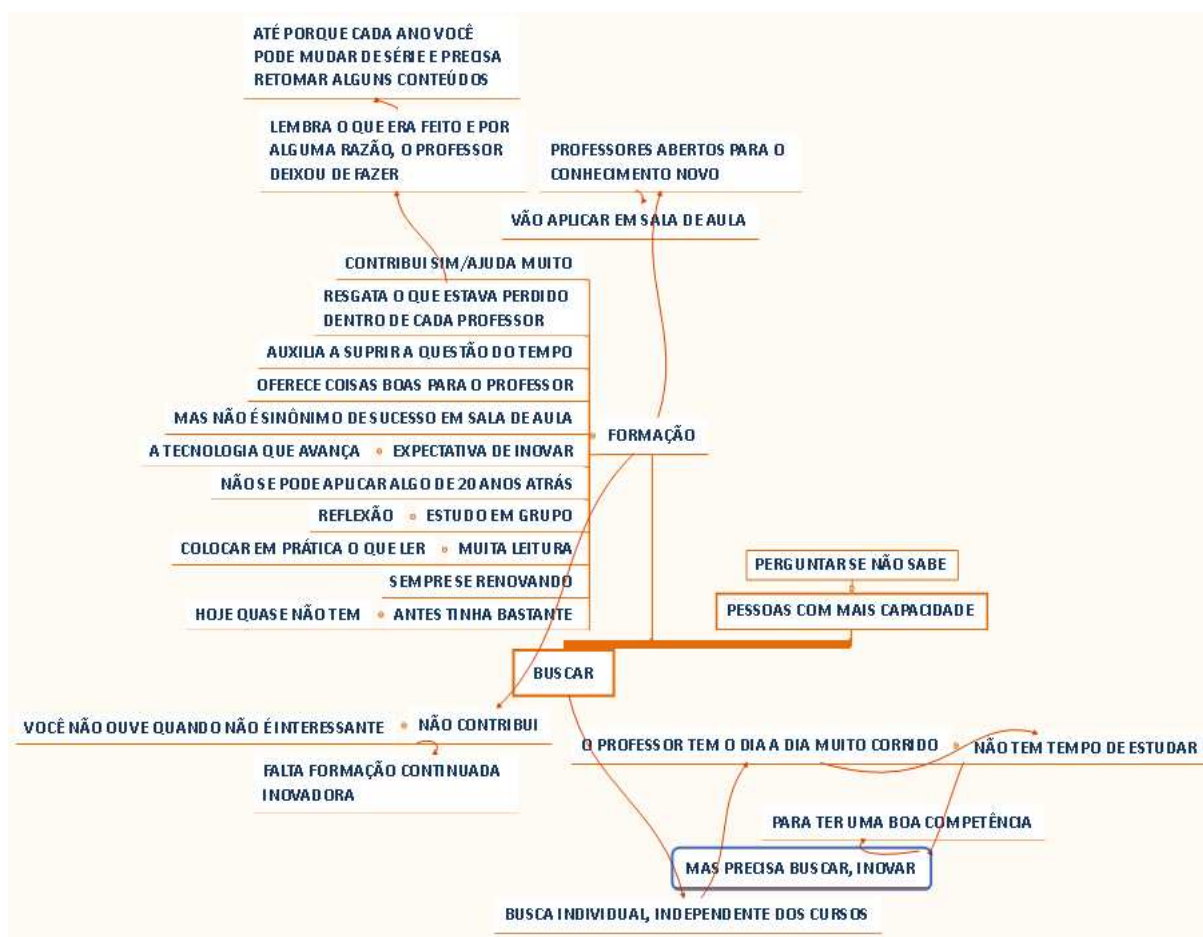 ATÉ PORQUE CADA ANO VOCÊ
PODE MUDAR DE SÉRIE E PRECISA
RETOMAR ALGUNS CONTEÚDOS
LEMBRA O QUE ERA FEITO E POR
ALGUMA RAZÃO, O PROFESSOR
DEIXOU DE FAZER
PROFESSORES ABERTOS PARA O
CONHECIMENTO NOVO
VÃO APLICAR EM SALA DE AULA
CONTRIBUI SIM/AJUDA MUITO
RESGATA O QUE ESTAVA PERDIDO
DENTRO DE CADA PROFESSOR
AUXILIA A SUPRIR A QUESTÃO DO TEMPO
OFERECE COISAS BOAS PARA O PROFESSOR
MAS NÃO É SINÔNIMO DE SUCESSO EM SALA DE AULA
FORMAÇÃO
A TECNOLOGIA QUE AVANÇA
EXPECTATIVA DE INOVAR
NÃO SE PODE APLICAR ALGO DE 20 ANOS ATRÁS
REFLEXÃO
ESTUDO EM GRUPO
COLOCAR EM PRÁTICA O QUE LER
MUITA LEITURA
SEMPRE SE RENOVANDO
HOJE QUASE NÃO TEM
ANTES TINHA BASTANTE
PERGUNTAR SE NÃO SABE
PESSOAS COM MAIS CAPACIDADE
BUSCAR
VOCÊ NÃO OUVE QUANDO NÃO É INTERESSANTE
NÃO CONTRIBUI
FALTA FORMAÇÃO CONTINUADA
INOVADORA
O PROFESSOR TEM O DIA A DIA MUITO CORRIDO
NÃO TEM TEMPO DE ESTUDAR
PARA TER UMA BOA COMPETÊNCIA
MAS PRECISA BUSCAR, INOVAR
BUSCA INDIVIDUAL, INDEPENDENTE DOS CURSOS